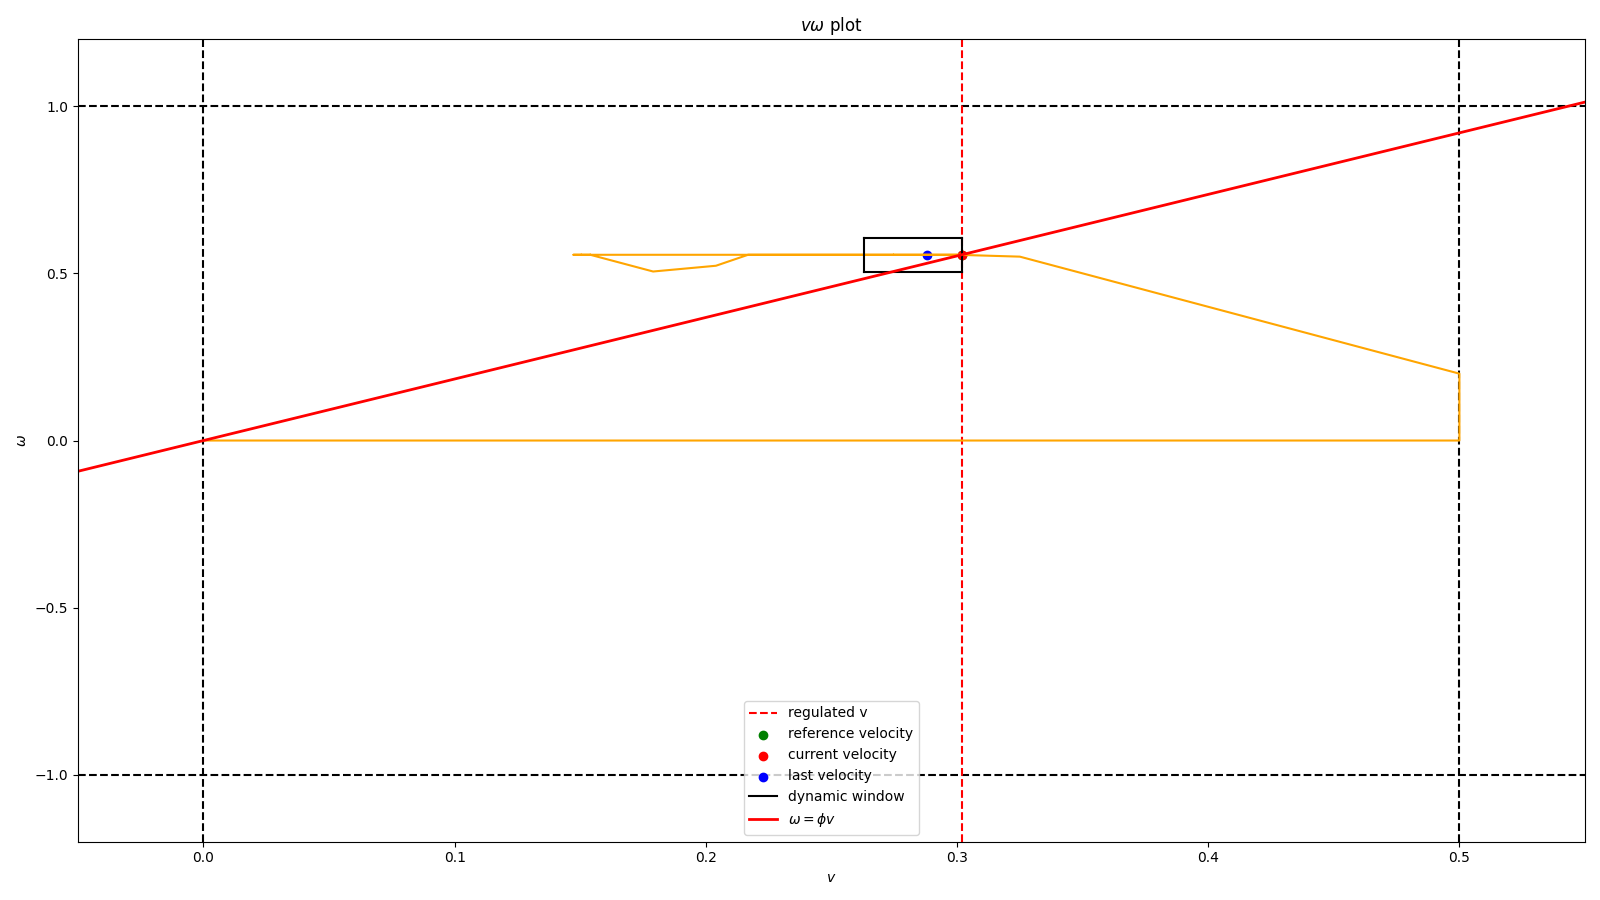 vω plot
1.0
0.5
0.0
−0.5
−1.0
ω
regulated v
reference velocity
current velocity
last velocity
dynamic window
ω = ϕv
0.0 0.1 0.2 0.3 0.4 0.5
v